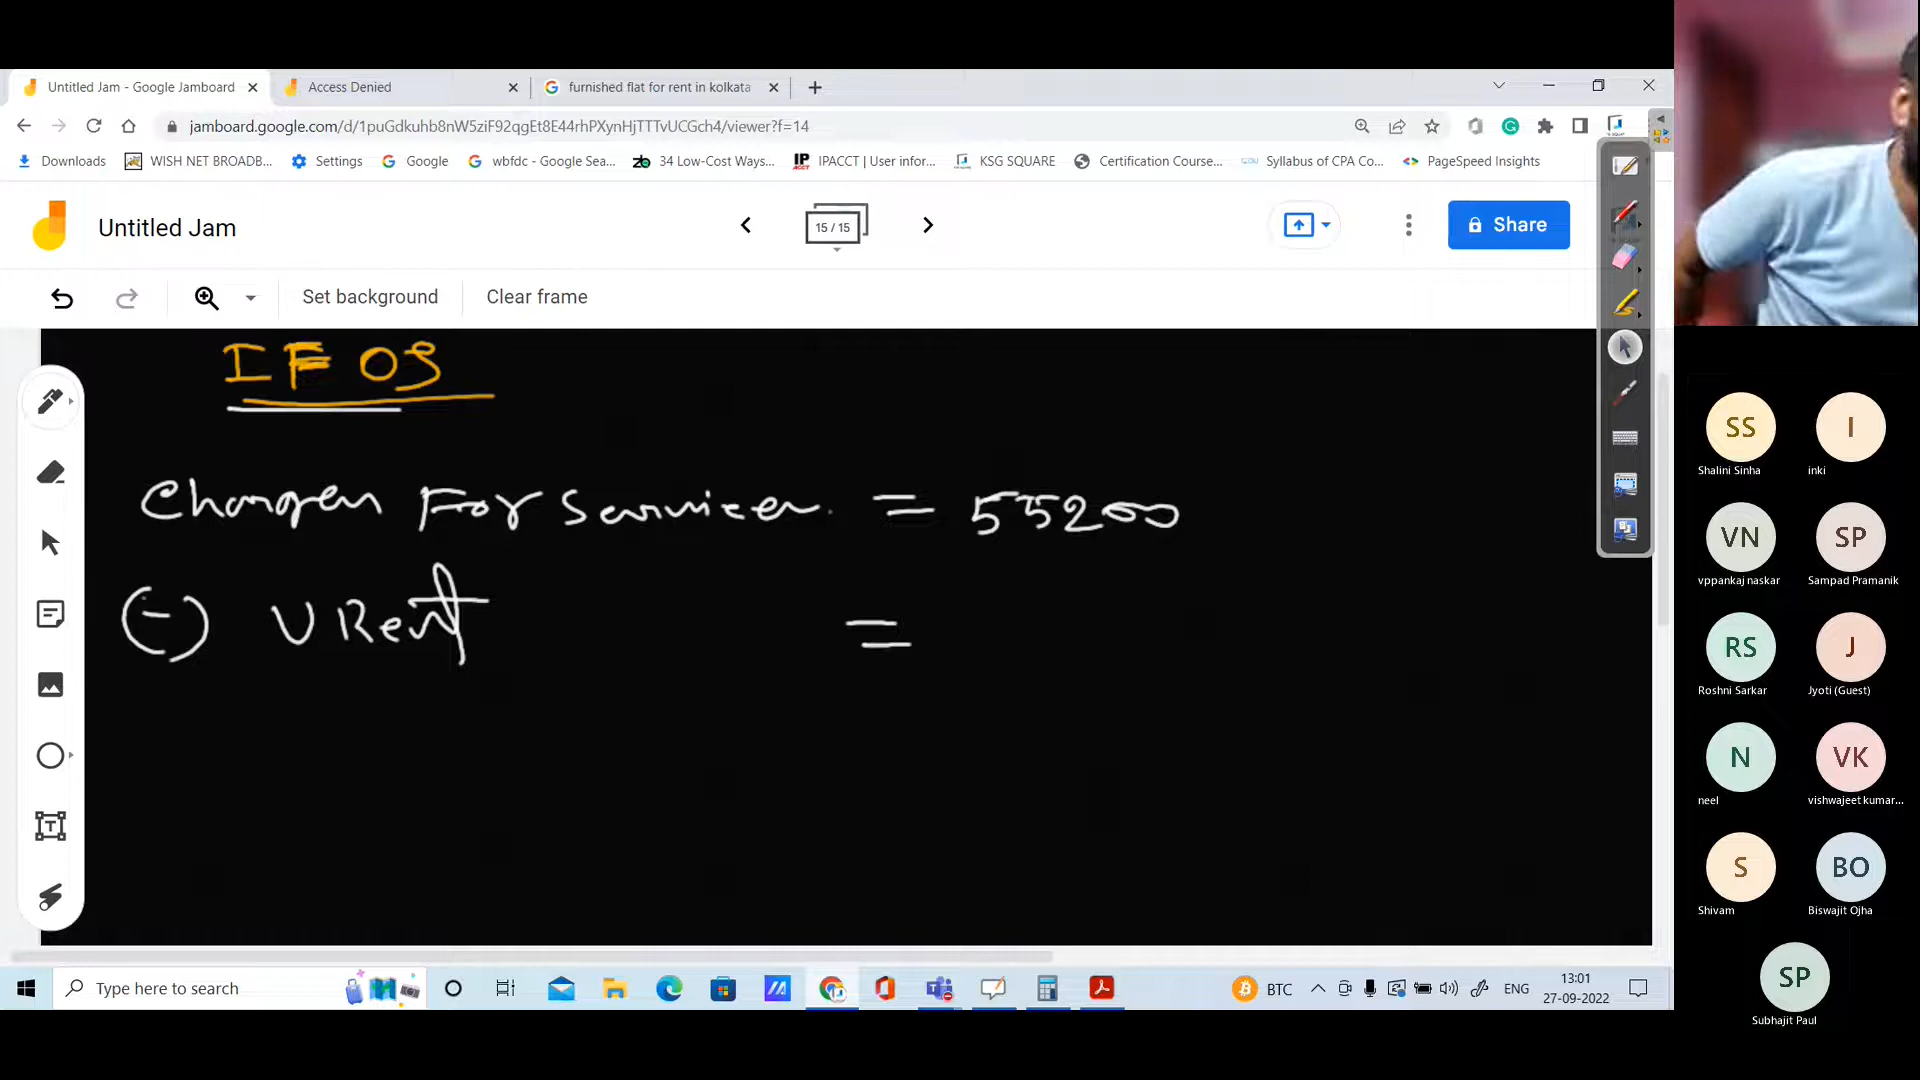 Untitled Jam - Google Jamboard
Access Denied
furnished flat for rent in kolkata
jamboard.google.com/d/1puGdkuhb8nW5ziF92qgEt8E44rhPXynHjTTTvUCGch4/viewer?f=14
Downloads WISH NET BROADB... Settings Google wbfdc - Google Sea... 34 Low-Cost Ways... IPACCT | User infor... KSG SQUARE Certification Course... Syllabus of CPA Co... PageSpeed Insights
Untitled Jam
15 / 15
Share
Set background Clear frame
IFOS
Charges For Services = 55200
(-) V Rent =
SS I
Shalini Sinha inki
VN SP
vppankaj naskar Sampad Pramanik
RS J
Roshni Sarkar Jyoti (Guest)
N VK
neel vishwajeet kumar...
S BO
Shivam Biswajit Ojha
SP
Subhajit Paul
Type here to search
BTC
ENG
13:01
27-09-2022